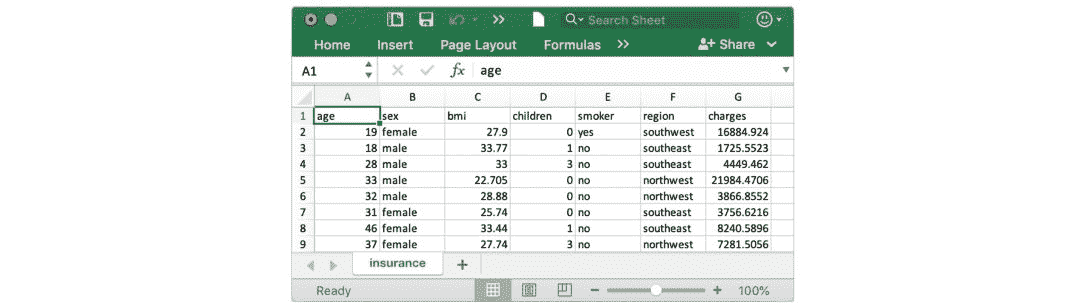 Search Sheet
Home Insert Page Layout Formulas >> Share
A1 fx age
A B C D E F G
1 age sex bmi children smoker region charges
2 19 female 27.9 0 yes southwest 16884.924
3 18 male 33.77 1 no southeast 1725.5523
4 28 male 33 3 no southeast 4449.462
5 33 male 22.705 0 no northwest 21984.4706
6 32 male 28.88 0 no northwest 3866.8552
7 31 female 25.74 0 no southeast 3756.6216
8 46 female 33.44 1 no southeast 8240.5896
9 37 female 27.74 3 no northwest 7281.5056
insurance +
Ready − + 100%